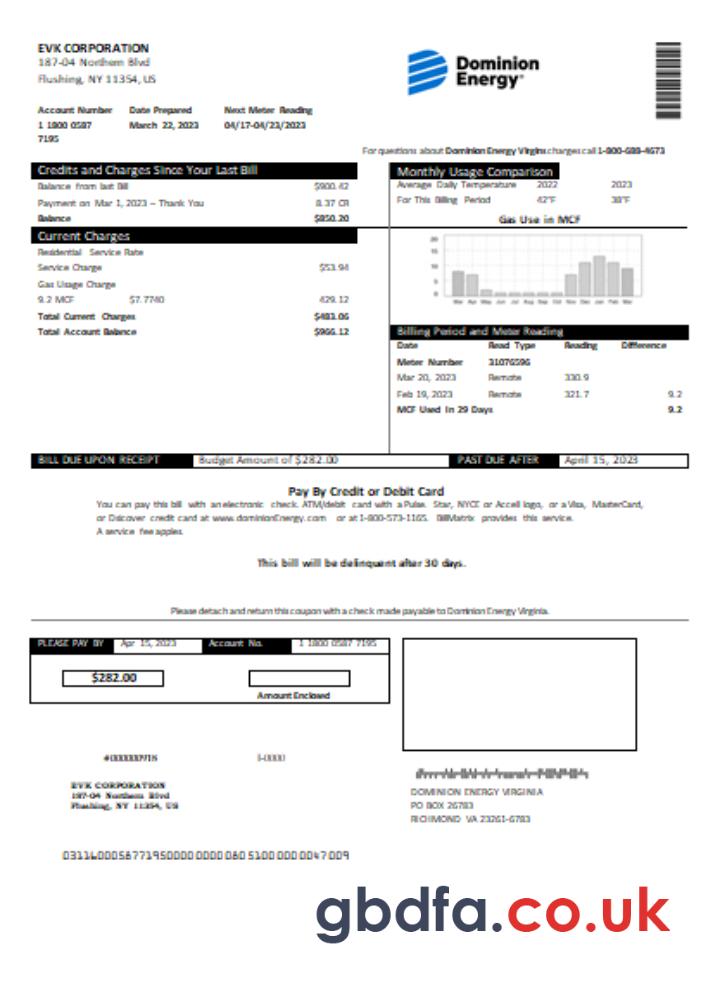 EVK CORPORATION
187-04 Northern Blvd
Flushing, NY 11354, US
Dominion
Energy®
Account Number Date Prepared Next Meter Reading
1 1800 0587 March 22, 2023 04/17-04/23/2023
7195
For questions about Dominion Energy Virginis charges call 1-800-688-4673
Credits and Charges Since Your Last Bill
Balance from last Bill $900.42
Payment on Mar 1, 2023 – Thank You 8.37 CR
Balance $850.20
Current Charges
Residential Service Rate
Service Charge $53.94
Gas Usage Charge
9.2 MCF $7.7740 429.12
Total Current Charges $483.06
Total Account Balance $966.12
Monthly Usage Comparison
Average Daily Temperature 2022 2023
For This Billing Period 42°F 38°F
Gas Use in MCF
20
15
10
5
0
Mar Apr May Jun Jul Aug Sep Oct Nov Dec Jan Feb Mar
Billing Period and Meter Reading
Date Read Type Reading Difference
Meter Number 31076596
Mar 20, 2023 Remote 330.9
Feb 19, 2023 Remote 321.7 9.2
MCF Used In 29 Days 9.2
BILL DUE UPON RECEIPT Budget Amount of $282.00 PAST DUE AFTER April 15, 2023
Pay By Credit or Debit Card
You can pay this bill with an electronic check. ATM/debit card with a Pulse. Star, NYCE or Accell logo, or a Visa, MasterCard,
or Discover credit card at www.dominionEnergy.com or at 1-800-573-1165. BillMatrix provides this service.
A service fee apples.
This bill will be delinquent after 30 days.
Please detach and return this coupon with a check made payable to Dominion Energy Virginia.
PLEASE PAY BY Apr 15, 2023 Account No. 1 1800 0587 7195
$282.00
Amount Enclosed
EVK CORPORATION
187-04 Northern Blvd
Flushing, NY 11354, US
DOMINION ENERGY VIRGINIA
PO BOX 26783
RICHMOND VA 23261-6783
0311600058771950000000008051000000047009
gbdfa.co.uk